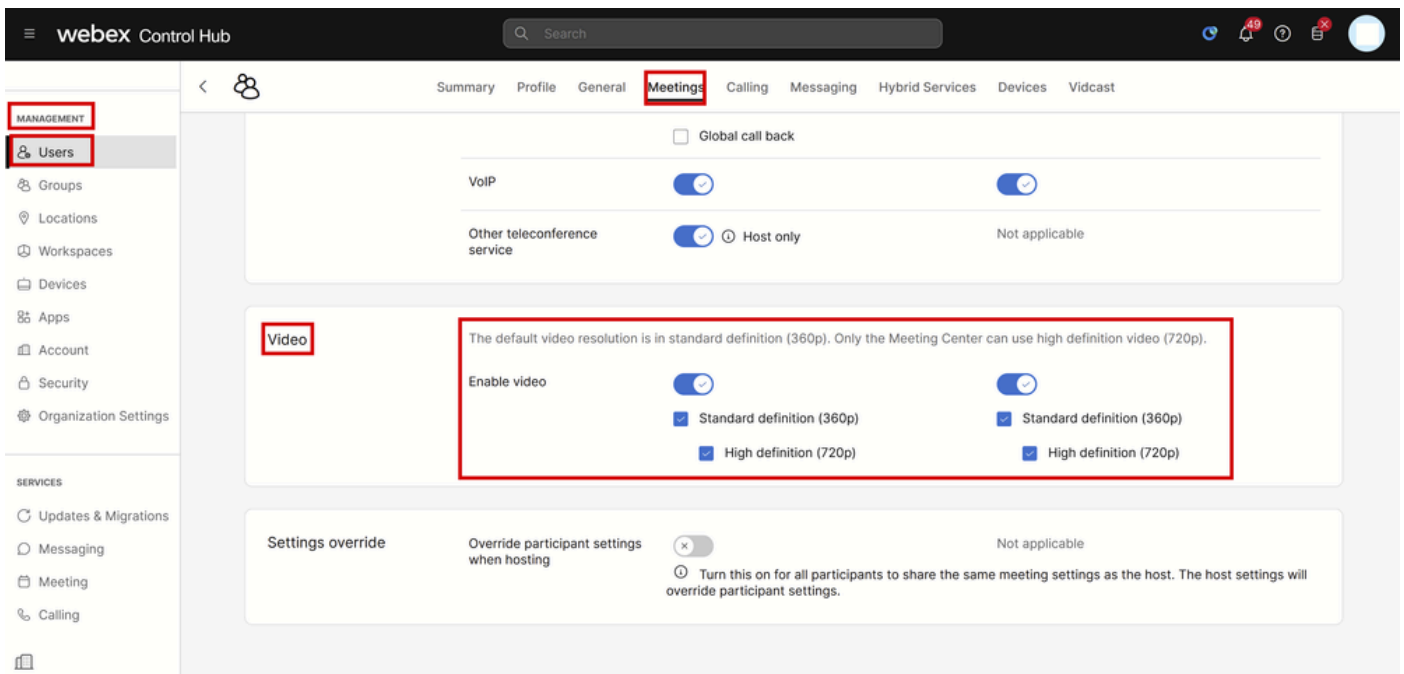 webex Control Hub
Search
49
Summary Profile General Meetings Calling Messaging Hybrid Services Devices Vidcast
MANAGEMENT
Users
Groups
Locations
Workspaces
Devices
Apps
Account
Security
Organization Settings
SERVICES
Updates & Migrations
Messaging
Meeting
Calling
Global call back
VoIP
Other teleconference
service
Host only
Not applicable
Video
The default video resolution is in standard definition (360p). Only the Meeting Center can use high definition video (720p).
Enable video
Standard definition (360p) Standard definition (360p)
High definition (720p) High definition (720p)
Settings override
Override participant settings
when hosting
Not applicable
Turn this on for all participants to share the same meeting settings as the host. The host settings will
override participant settings.